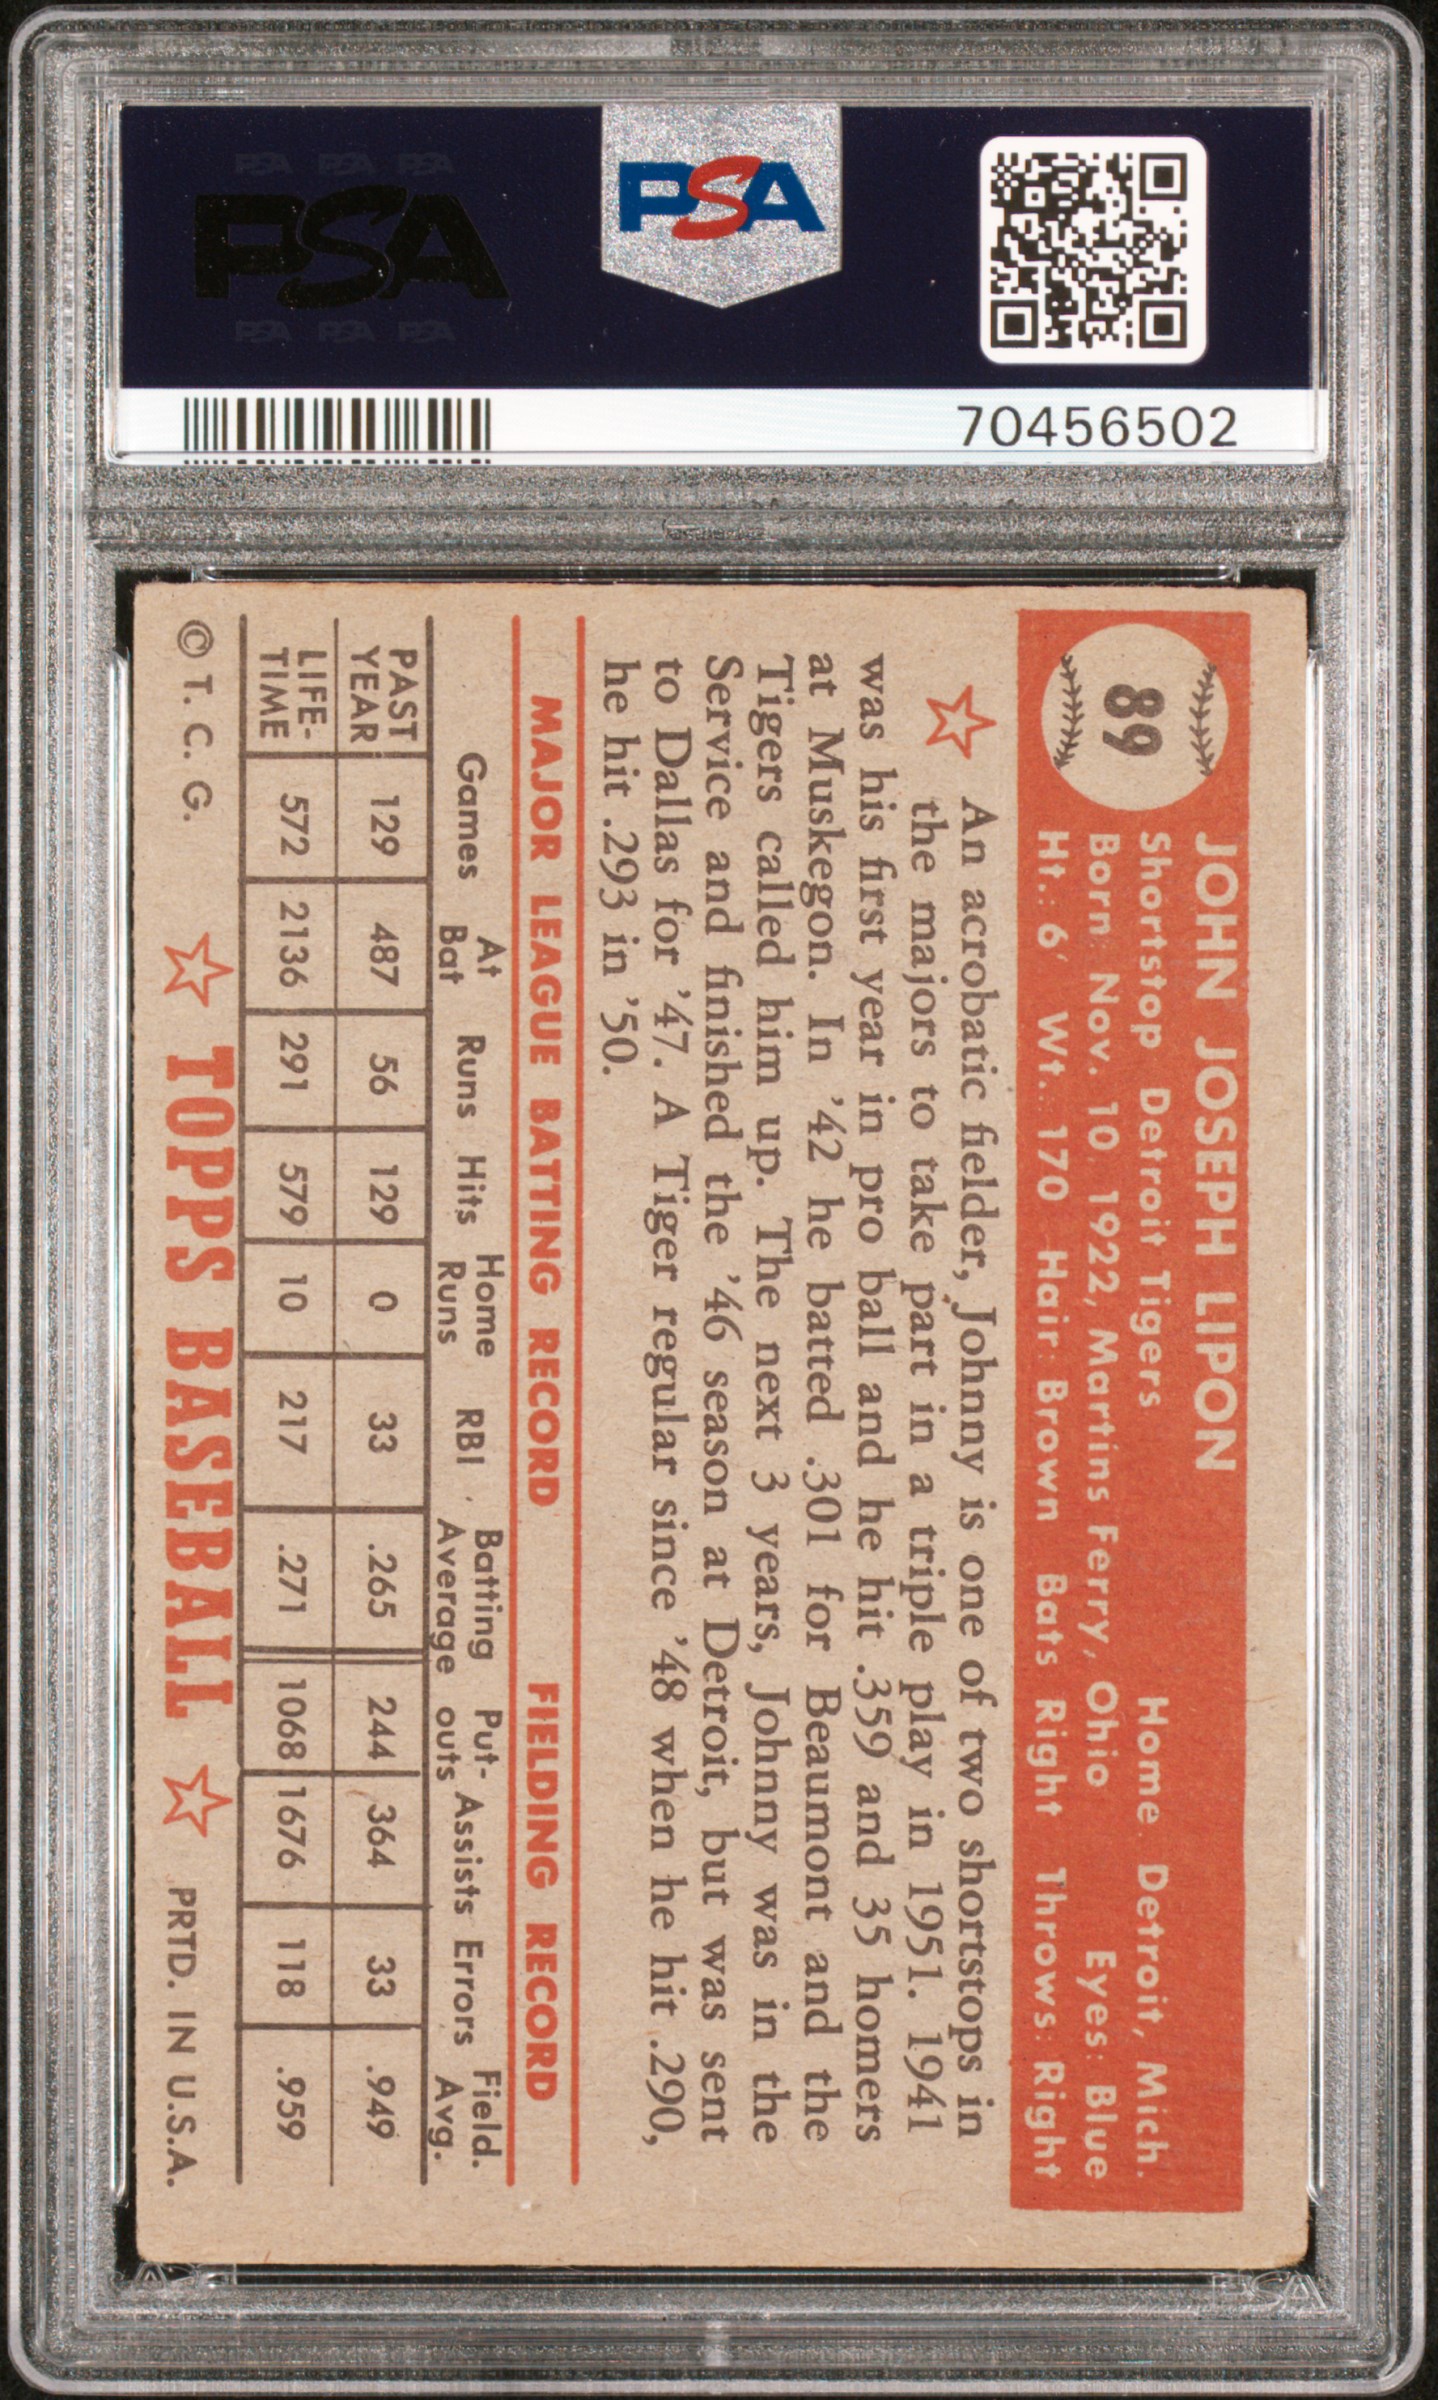 PSA PSA PSA
PSA
PSA PSA PSA
PSA
70456502
89
JOHN JOSEPH LIPON
Shortstop Detroit Tigers Home Detroit, Mich.
Born: Nov. 10, 1922, Martins Ferry, Ohio Eyes: Blue
Ht.: 6' Wt.: 170 Hair: Brown Bats Right Throws: Right
An acrobatic fielder, Johnny is one of two shortstops in
the majors to take part in a triple play in 1951. 1941
was his first year in pro ball and he hit .359 and 35 homers
at Muskegon. In '42 he batted .301 for Beaumont and the
Tigers called him up. The next 3 years, Johnny was in the
Service and finished the '46 season at Detroit, but was sent
to Dallas for '47. A Tiger regular since '48 when he hit .290,
he hit .293 in '50.
MAJOR LEAGUE BATTING RECORD FIELDING RECORD
Games At Bat Runs Hits Home Runs RBI Batting Average Put-outs Assists Errors Field. Avg.
PAST YEAR 129 487 56 129 0 33 .265 244 364 33 .949
LIFE-TIME 572 2136 291 579 10 217 .271 1068 1676 118 .959
© T. C. G. TOPPS BASEBALL PRTD. IN U.S.A.
PSA